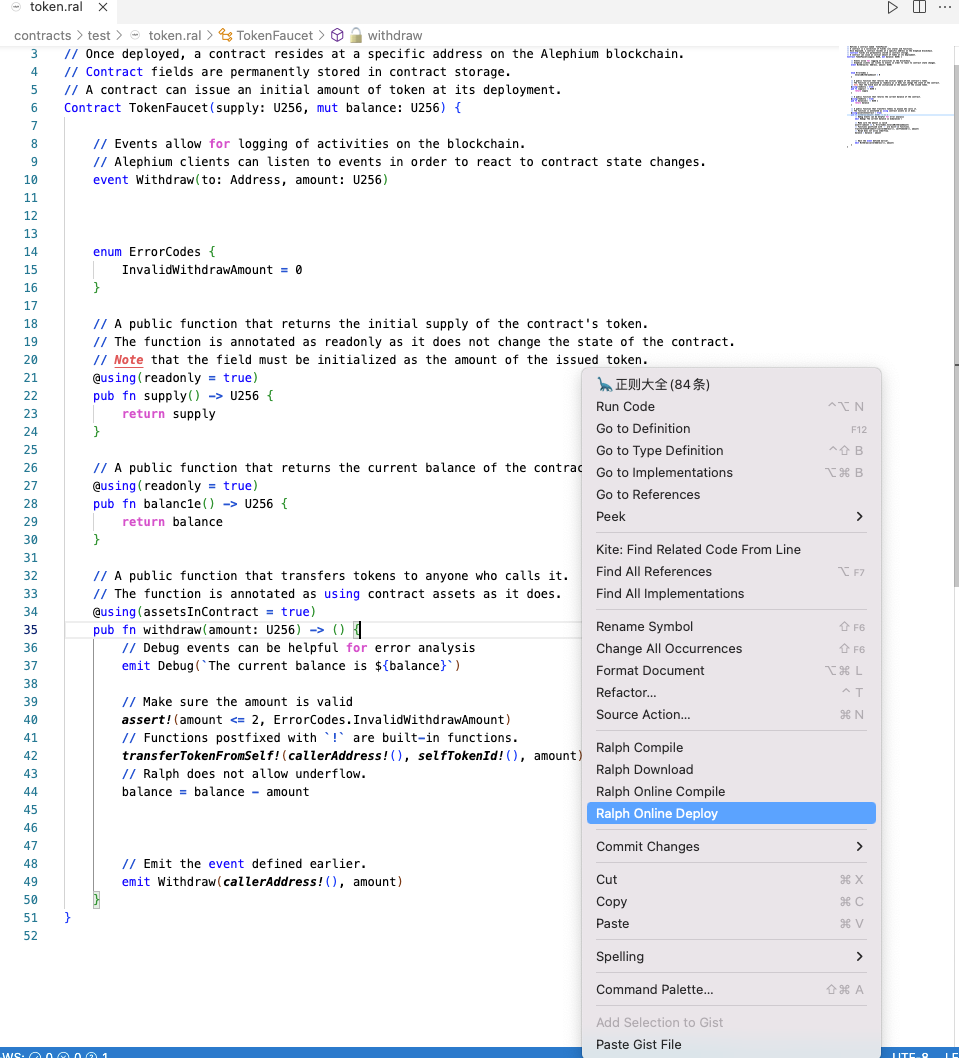 token.ral
contracts > test > token.ral > TokenFaucet > withdraw
3 // Once deployed, a contract resides at a specific address on the Alephium blockchain.
4 // Contract fields are permanently stored in contract storage.
5 // A contract can issue an initial amount of token at its deployment.
6 Contract TokenFaucet(supply: U256, mut balance: U256) {
7
8 // Events allow for logging of activities on the blockchain.
9 // Alephium clients can listen to events in order to react to contract state changes.
10 event Withdraw(to: Address, amount: U256)
11
12
13
14 enum ErrorCodes {
15 InvalidWithdrawAmount = 0
16 }
17
18 // A public function that returns the initial supply of the contract's token.
19 // The function is annotated as readonly as it does not change the state of the contract.
20 // Note that the field must be initialized as the amount of the issued token.
21 @using(readonly = true)
22 pub fn supply() -> U256 {
23 return supply
24 }
25
26 // A public function that returns the current balance of the contrac
27 @using(readonly = true)
28 pub fn balanc1e() -> U256 {
29 return balance
30 }
31
32 // A public function that transfers tokens to anyone who calls it.
33 // The function is annotated as using contract assets as it does.
34 @using(assetsInContract = true)
35 pub fn withdraw(amount: U256) -> () {
36 // Debug events can be helpful for error analysis
37 emit Debug(`The current balance is ${balance}`)
38
39 // Make sure the amount is valid
40 assert!(amount <= 2, ErrorCodes.InvalidWithdrawAmount)
41 // Functions postfixed with `!` are built-in functions.
42 transferTokenFromSelf!(callerAddress!(), selfTokenId!(), amount)
43 // Ralph does not allow underflow.
44 balance = balance - amount
45
46
47
48 // Emit the event defined earlier.
49 emit Withdraw(callerAddress!(), amount)
50 }
51 }
52
正则大全(84条)
Run Code ^⌥ N
Go to Definition F12
Go to Type Definition ^⇧ B
Go to Implementations ⌥⌘ B
Go to References
Peek >
Kite: Find Related Code From Line
Find All References ⌥ F7
Find All Implementations
Rename Symbol ⇧ F6
Change All Occurrences ⇧ F6
Format Document ⌥⌘ L
Refactor... ^ T
Source Action... ⌘ N
Ralph Compile
Ralph Download
Ralph Online Compile
Ralph Online Deploy
Commit Changes >
Cut ⌘ X
Copy ⌘ C
Paste ⌘ V
Spelling >
Command Palette... ⇧⌘ A
Add Selection to Gist
Paste Gist File
WS: 0 0 1 UTF-8 LF